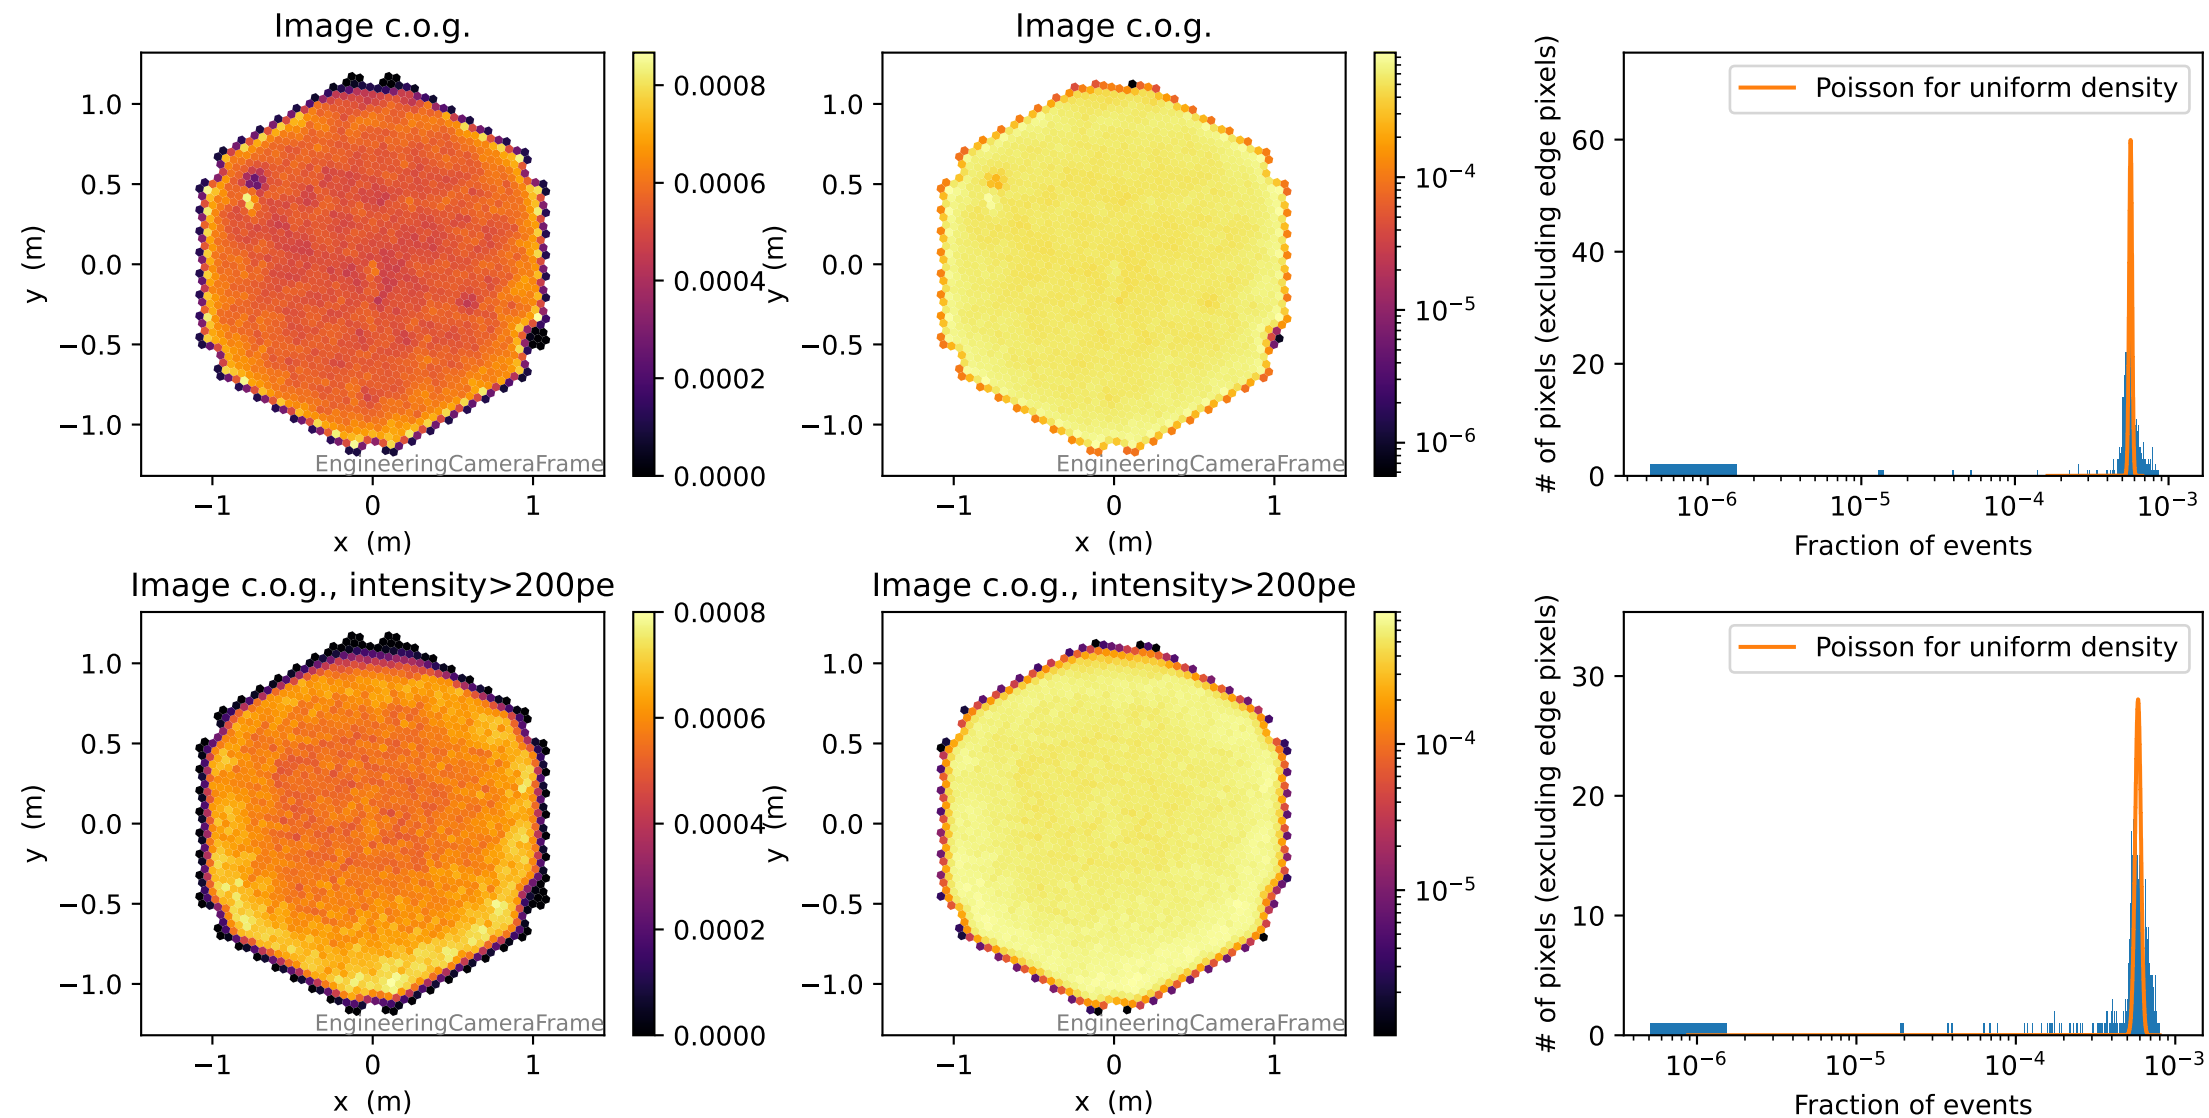 Image c.o.g.
1.0
0.5
0.0
−0.5
−1.0
y (m)
−1
0
1
x (m)
EngineeringCameraFrame
0.0008
0.0006
0.0004
0.0002
0.0000
Image c.o.g.
1.0
0.5
0.0
−0.5
−1.0
y (m)
−1
0
1
x (m)
EngineeringCameraFrame
10⁻⁴
10⁻⁵
10⁻⁶
# of pixels (excluding edge pixels)
60
40
20
0
Poisson for uniform density
10⁻⁶
10⁻⁵
10⁻⁴
10⁻³
Fraction of events
Image c.o.g., intensity>200pe
1.0
0.5
0.0
−0.5
−1.0
y (m)
−1
0
1
x (m)
EngineeringCameraFrame
0.0008
0.0006
0.0004
0.0002
0.0000
Image c.o.g., intensity>200pe
1.0
0.5
0.0
−0.5
−1.0
y (m)
−1
0
1
x (m)
EngineeringCameraFrame
10⁻⁴
10⁻⁵
# of pixels (excluding edge pixels)
30
20
10
0
Poisson for uniform density
10⁻⁶
10⁻⁵
10⁻⁴
10⁻³
Fraction of events